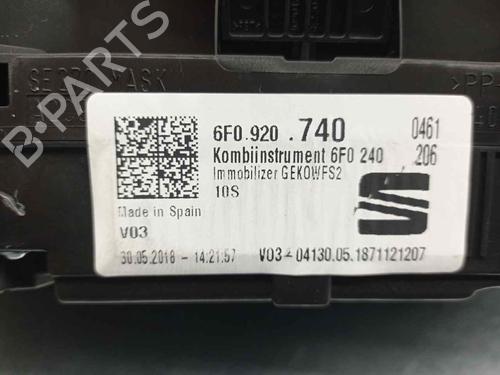 B-PARTS
6F0.920 .740 0461
Kombiinstrument 6F0 240 206
Immobilizer GEKOWFS2
10S
Made in Spain
V03
30.05.2018 - 14:21:57 V03-04130.05.1871121207